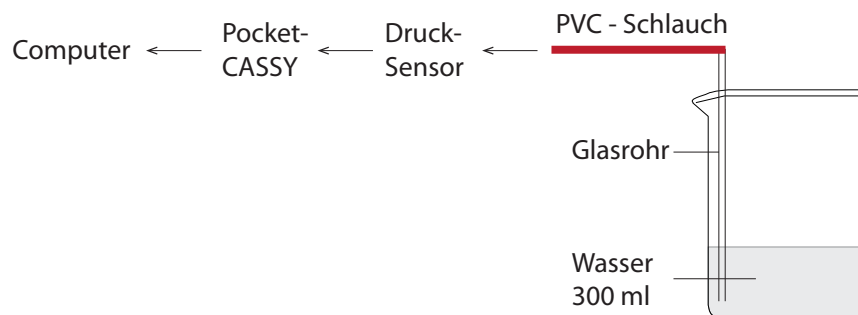 PVC - Schlauch
Computer
Pocket-
CASSY
Druck-
Sensor
Glasrohr
Wasser
300 ml